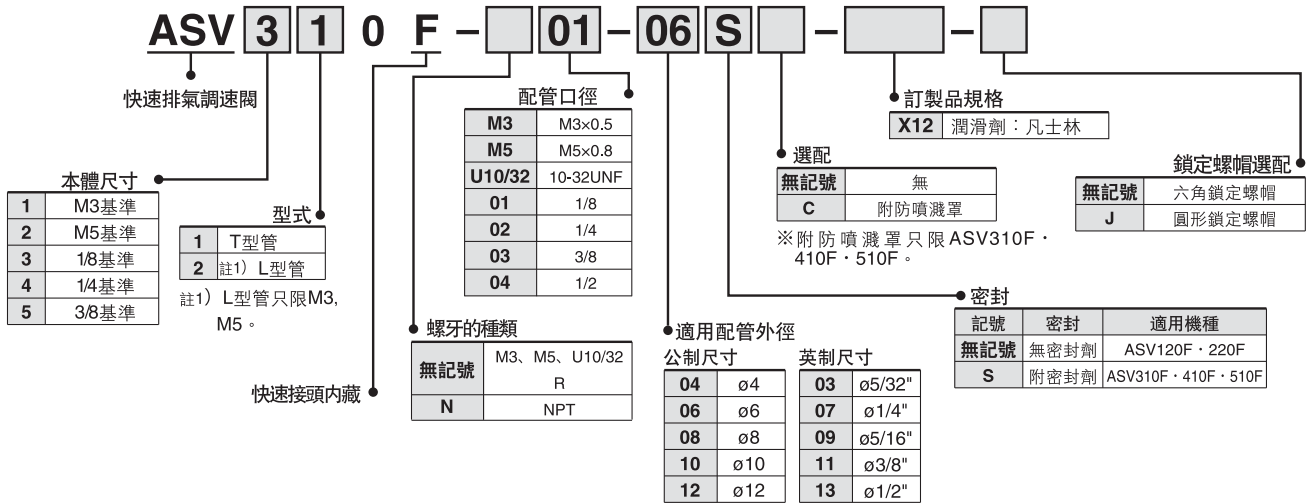 ASV 3 1 0 F － 01－06 S －　－
快速排氣調速閥
本體尺寸
1 M3基準
2 M5基準
3 1/8基準
4 1/4基準
5 3/8基準
型式
1 T型管
2 註1）L型管
註1）L型管只限M3,
M5。
快速接頭内藏
螺牙的種類
無記號 M3、M5、U10/32
R
N NPT
配管口徑
M3 M3×0.5
M5 M5×0.8
U10/32 10-32UNF
01 1/8
02 1/4
03 3/8
04 1/2
適用配管外徑
公制尺寸
04 ø4
06 ø6
08 ø8
10 ø10
12 ø12
英制尺寸
03 ø5/32"
07 ø1/4"
09 ø5/16"
11 ø3/8"
13 ø1/2"
密封
記號 密封 適用機種
無記號 無密封劑 ASV120F・220F
S 附密封劑 ASV310F・410F・510F
選配
無記號 無
C 附防噴濺罩
※附防噴濺罩只限ASV310F・
410F・510F。
訂製品規格
X12 潤滑劑：凡士林
鎖定螺帽選配
無記號 六角鎖定螺帽
J 圓形鎖定螺帽